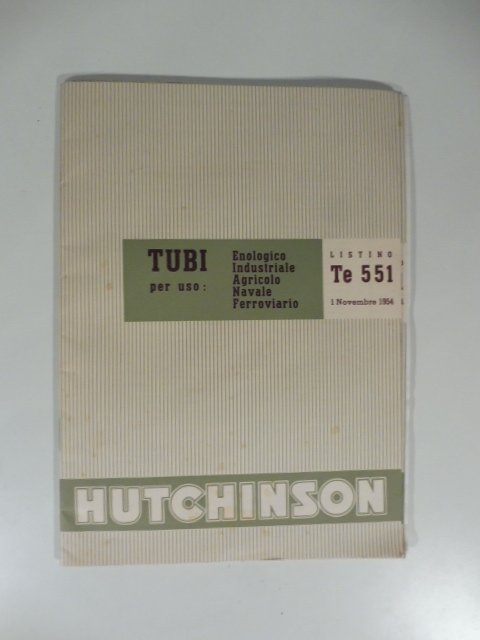 TUBI
per uso:
Enologico
Industriale
Agricolo
Navale
Ferroviario
LISTINO
Te 551
1 Novembre 1954
HUTCHINSON